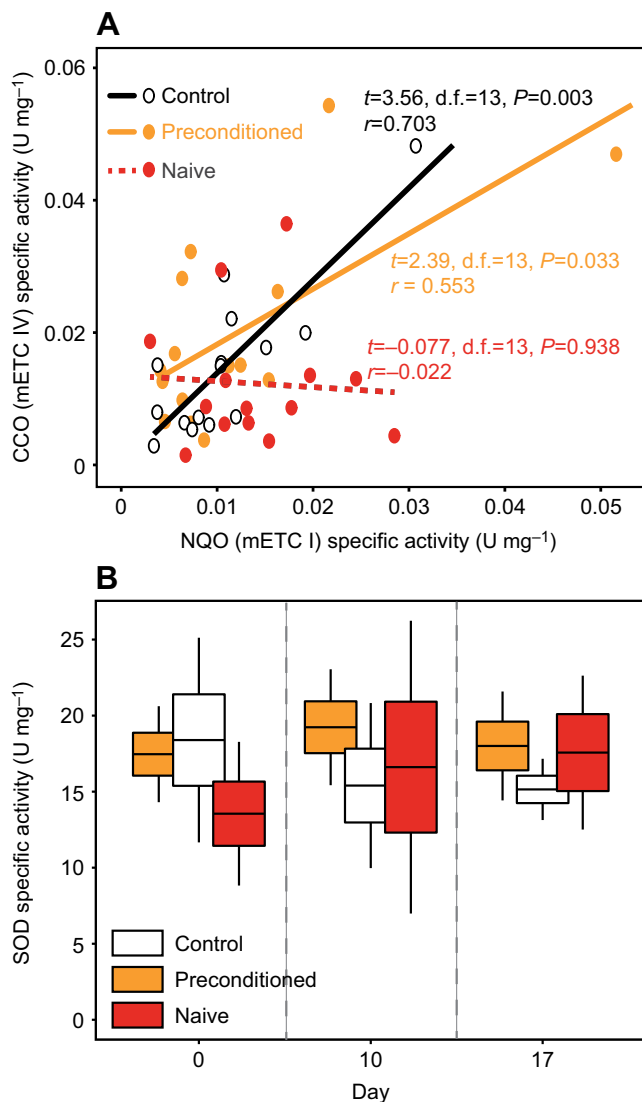 A
CCO (mETC IV) specific activity (U mg⁻¹)
0.06
0.04
0.02
0
Control
Preconditioned
Naive
t=3.56, d.f.=13, P=0.003
r=0.703
t=2.39, d.f.=13, P=0.033
r = 0.553
t=–0.077, d.f.=13, P=0.938
r=–0.022
0 0.01 0.02 0.03 0.04 0.05
NQO (mETC I) specific activity (U mg⁻¹)
B
SOD specific activity (U mg⁻¹)
25
20
15
10
5
0
Control
Preconditioned
Naive
0 10 17
Day